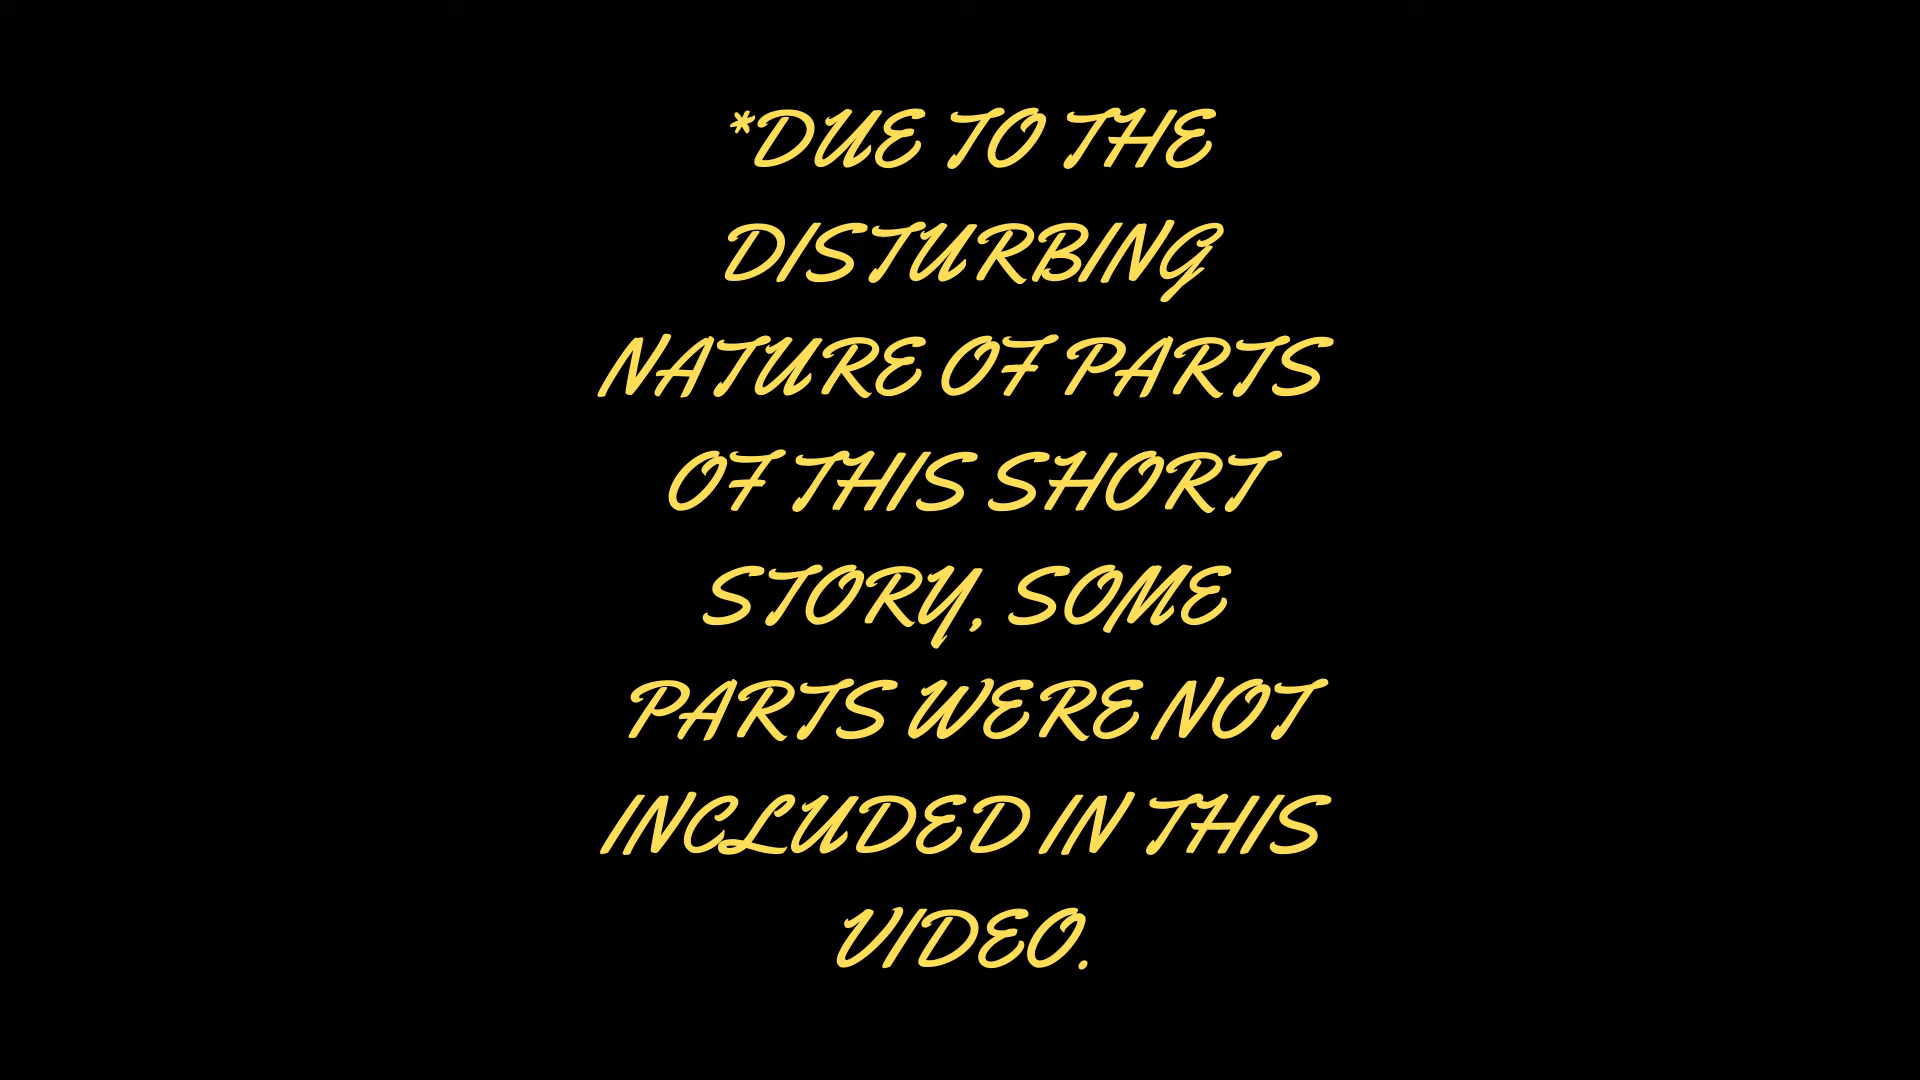 *DUE TO THE
DISTURBING
NATURE OF PARTS
OF THIS SHORT
STORY, SOME
PARTS WERE NOT
INCLUDED IN THIS
VIDEO.